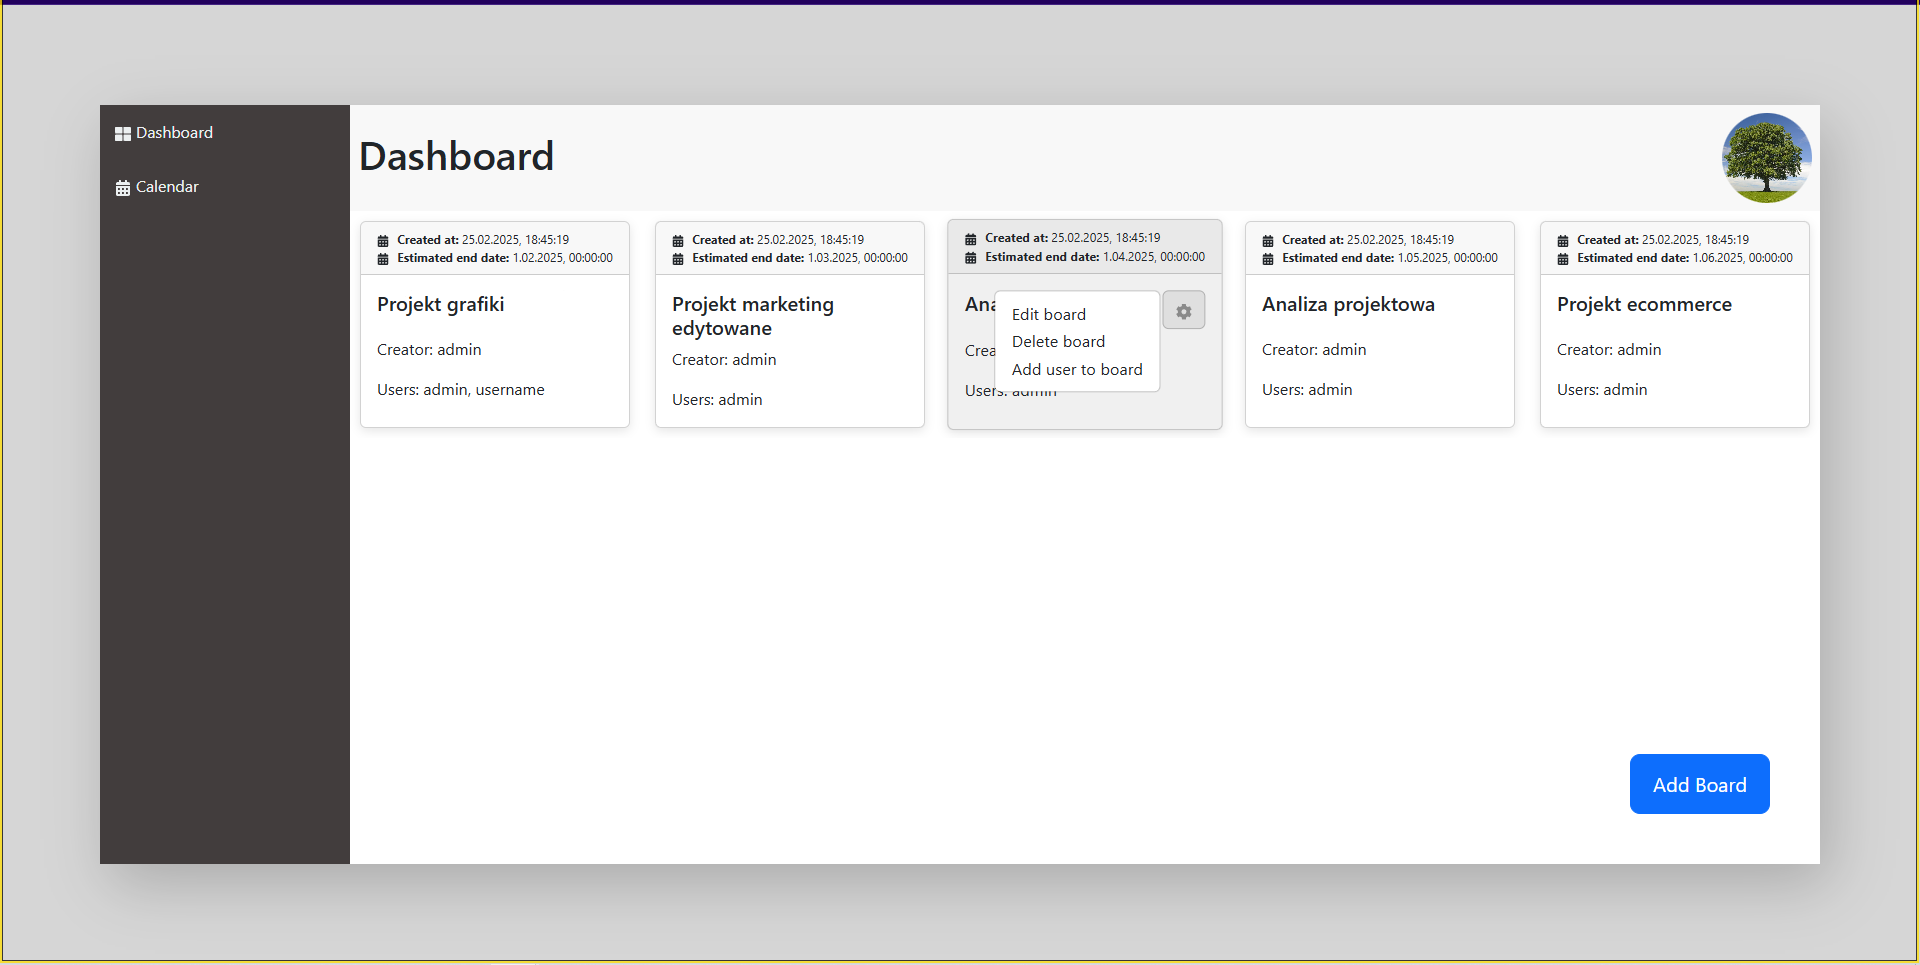 Dashboard
Calendar
Dashboard
Created at: 25.02.2025, 18:45:19
Estimated end date: 1.02.2025, 00:00:00
Projekt grafiki
Creator: admin
Users: admin, username
Created at: 25.02.2025, 18:45:19
Estimated end date: 1.03.2025, 00:00:00
Projekt marketing
edytowane
Creator: admin
Users: admin
Created at: 25.02.2025, 18:45:19
Estimated end date: 1.04.2025, 00:00:00
Edit board
Delete board
Add user to board
Users: admin
Created at: 25.02.2025, 18:45:19
Estimated end date: 1.05.2025, 00:00:00
Analiza projektowa
Creator: admin
Users: admin
Created at: 25.02.2025, 18:45:19
Estimated end date: 1.06.2025, 00:00:00
Projekt ecommerce
Creator: admin
Users: admin
Add Board